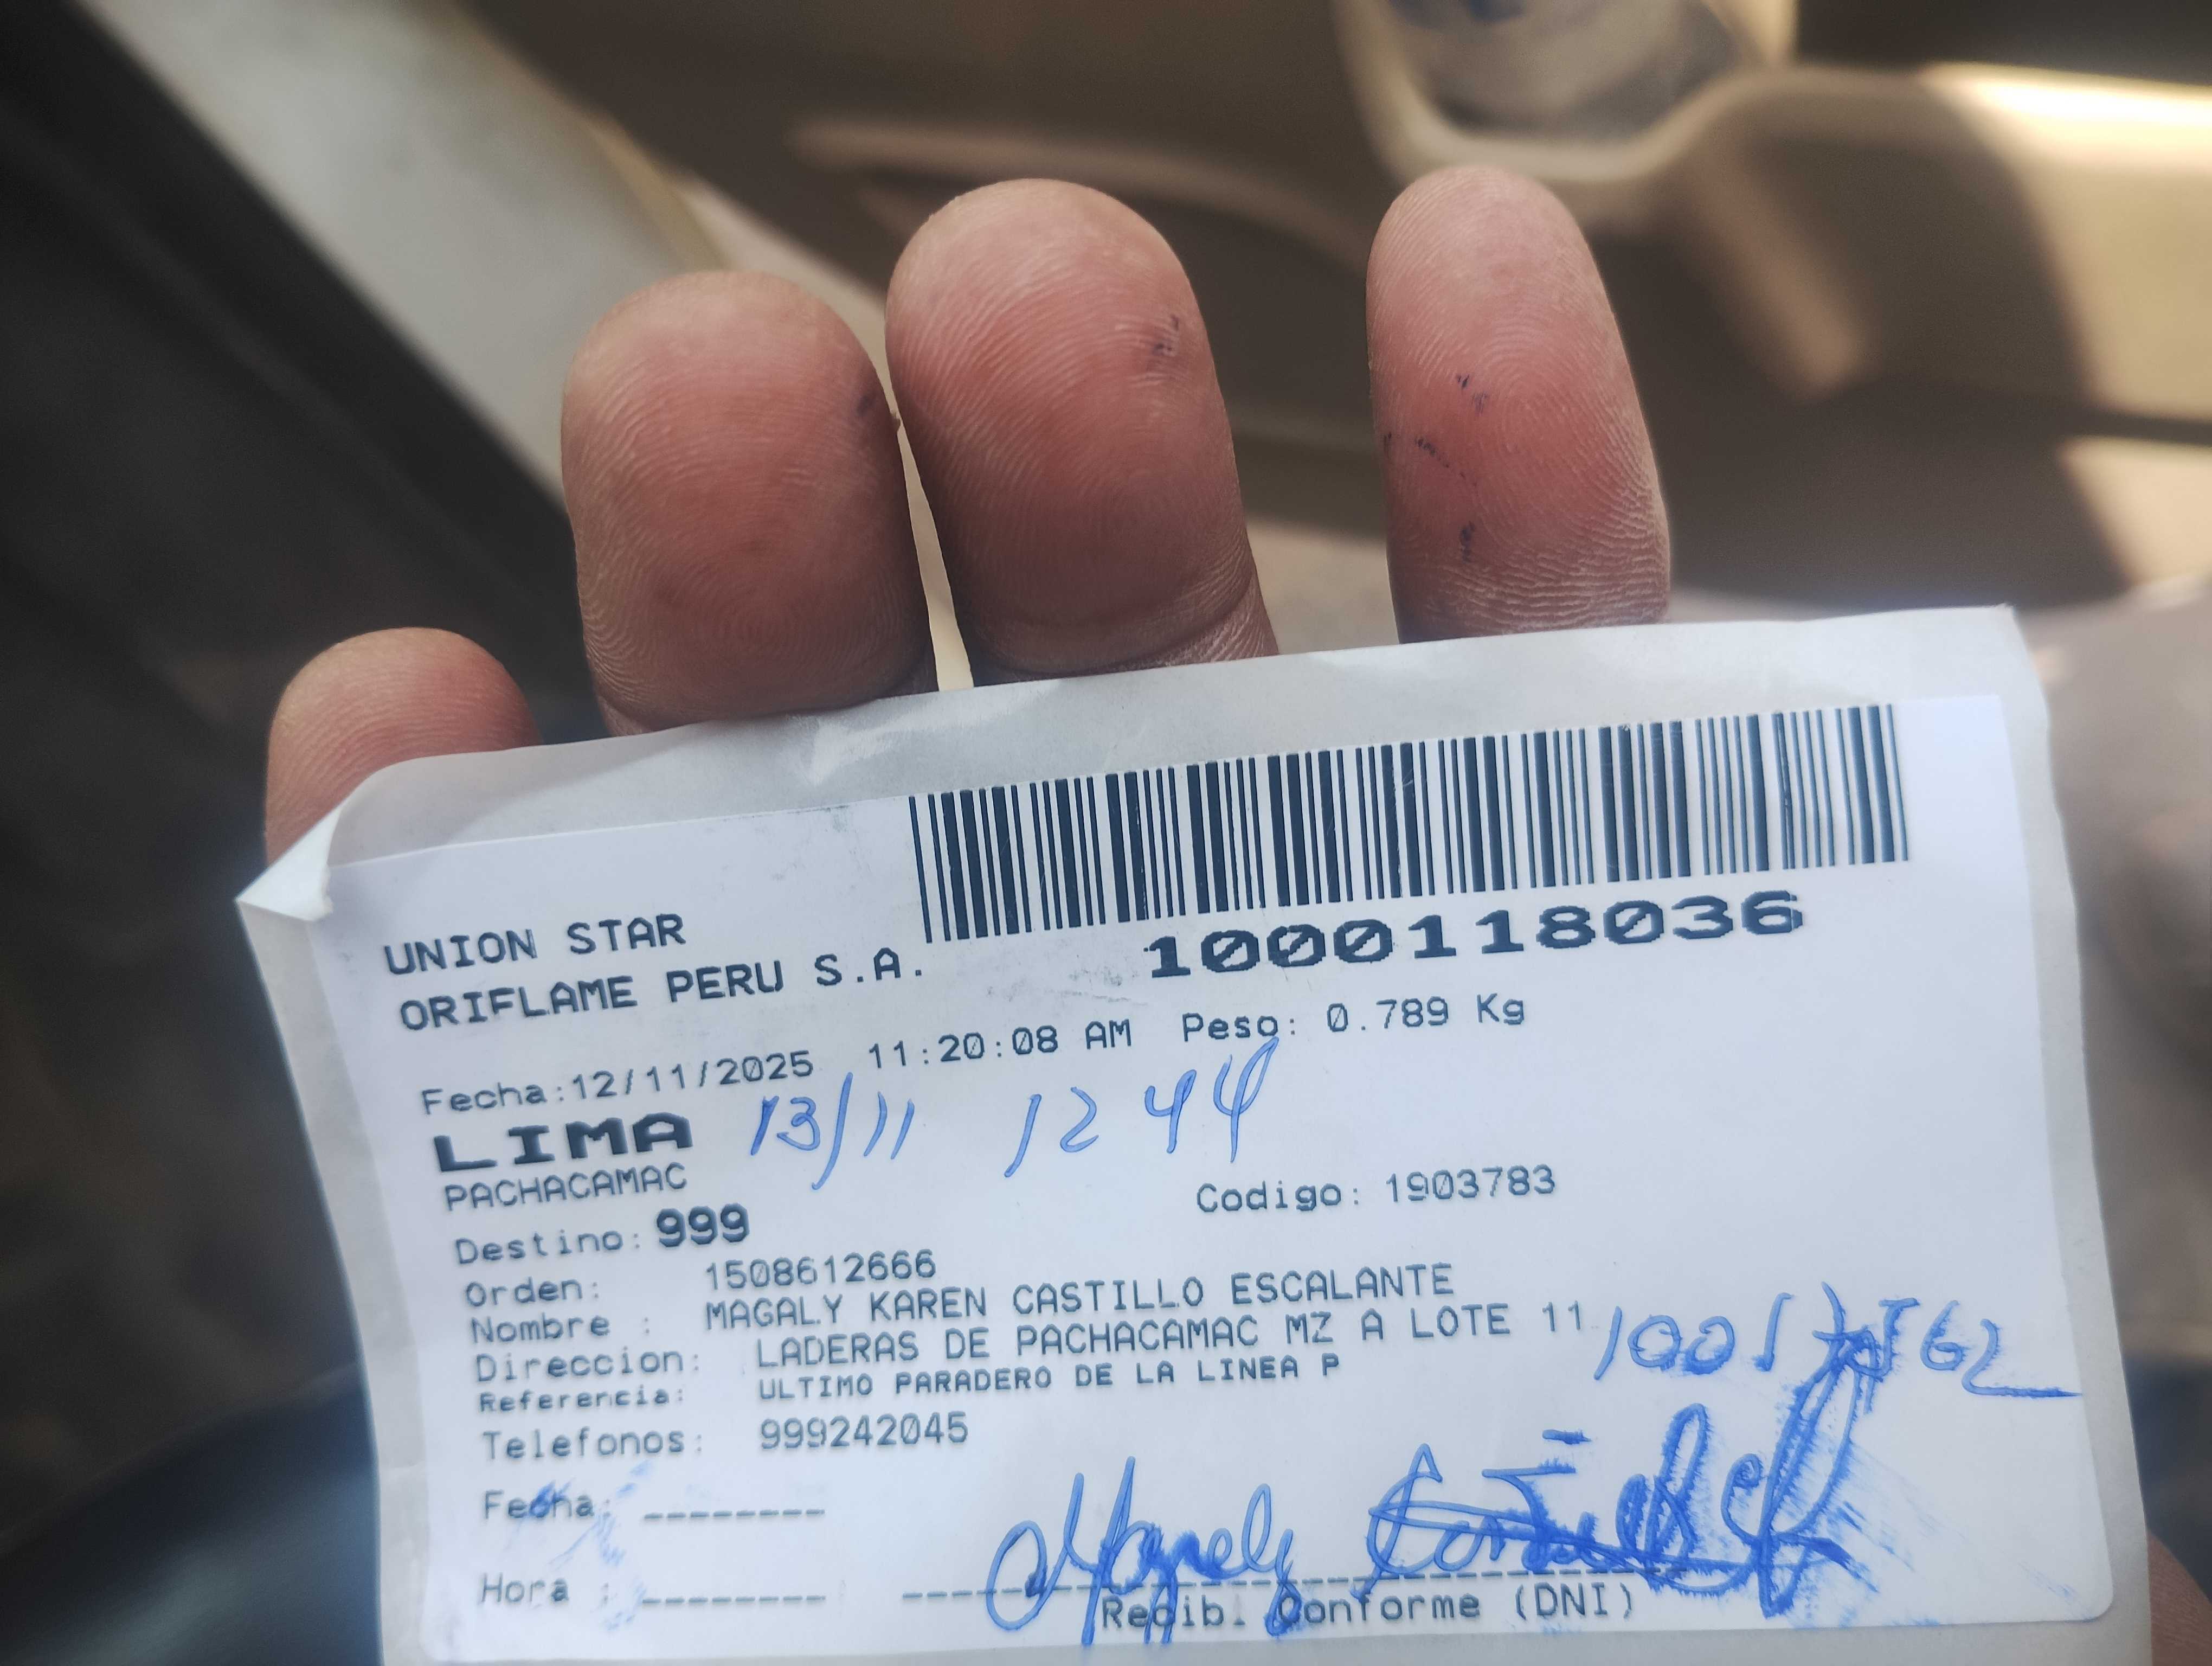 UNION STAR
ORIFLAME PERU S.A.
1000118036
Fecha:12/11/2025 11:20:08 AM Peso: 0.789 Kg
LIMA 13/11 12 44
PACHACAMAC
Destino: 999 Codigo: 1903783
Orden: 1508612666
Nombre : MAGALY KAREN CASTILLO ESCALANTE
Direccion: LADERAS DE PACHACAMAC MZ A LOTE 11
Referencia: ULTIMO PARADERO DE LA LINEA P
Telefonos: 999242045
Fecha:
Hora :
Magaly
Recibi Conforme (DNI)